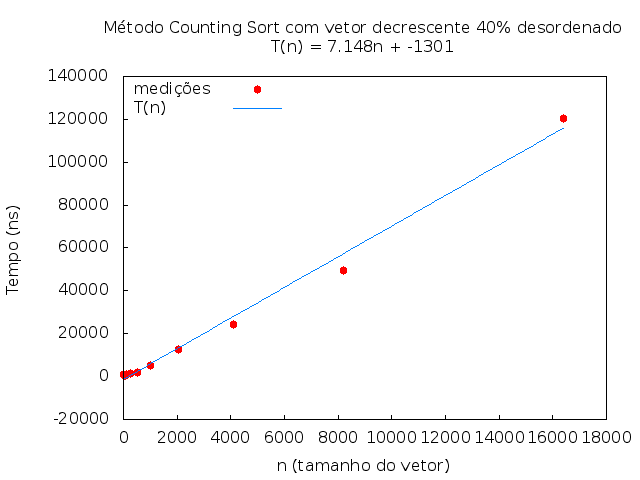 Método Counting Sort com vetor decrescente 40% desordenado
T(n) = 7.148n + -1301
140000
120000
100000
80000
60000
40000
20000
0
-20000
Tempo (ns)
medições
T(n)
0 2000 4000 6000 8000 10000 12000 14000 16000 18000
n (tamanho do vetor)